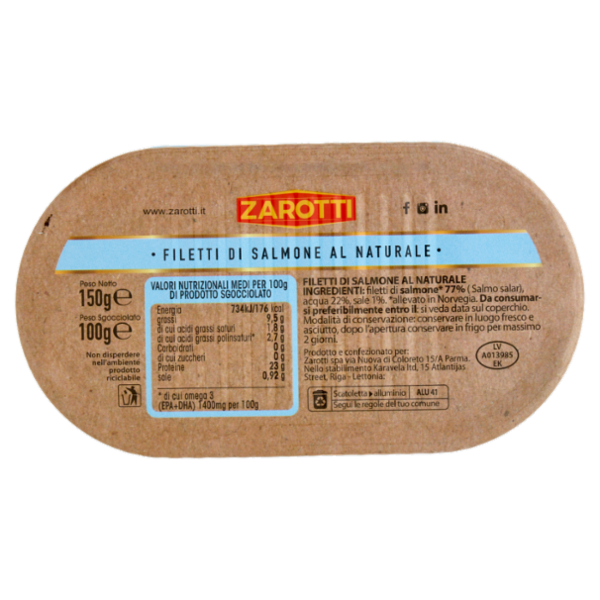 www.zarotti.it
ZAROTTI
f in
• FILETTI DI SALMONE AL NATURALE •
Peso Netto
150g e
Peso Sgocciolato
100g e
Non disperdere
nell'ambiente
prodotto
riciclabile
VALORI NUTRIZIONALI MEDI PER 100g
DI PRODOTTO SGOCCIOLATO
Energia 734kJ/176 kcal
grassi 9,5 g
di cui acidi grassi saturi 1,8 g
di cui acidi grassi polinsaturi* 2,7 g
Carboidrati 0 g
di cui zuccheri 0 g
Proteine 23 g
sale 0,92 g
* di cui omega 3
(EPA+DHA) 1400mg per 100g
FILETTI DI SALMONE AL NATURALE
INGREDIENTI: filetti di salmone* 77% (Salmo salar),
acqua 22%, sale 1%. *allevato in Norvegia. Da consumar-
si preferibilmente entro il: si veda data sul coperchio.
Modalità di conservazione: conservare in luogo fresco e
asciutto, dopo l'apertura conservare in frigo per massimo
2 giorni.
Prodotto e confezionato per:
Zarotti spa via Nuova di Coloreto 15/A Parma.
Nello stabilimento Karavela ltd, 15 Atlantijas
Street, Riga - Lettonia:
LV
A013985
EK
Scatoletta alluminio ALU 41
Segui le regole del tuo comune